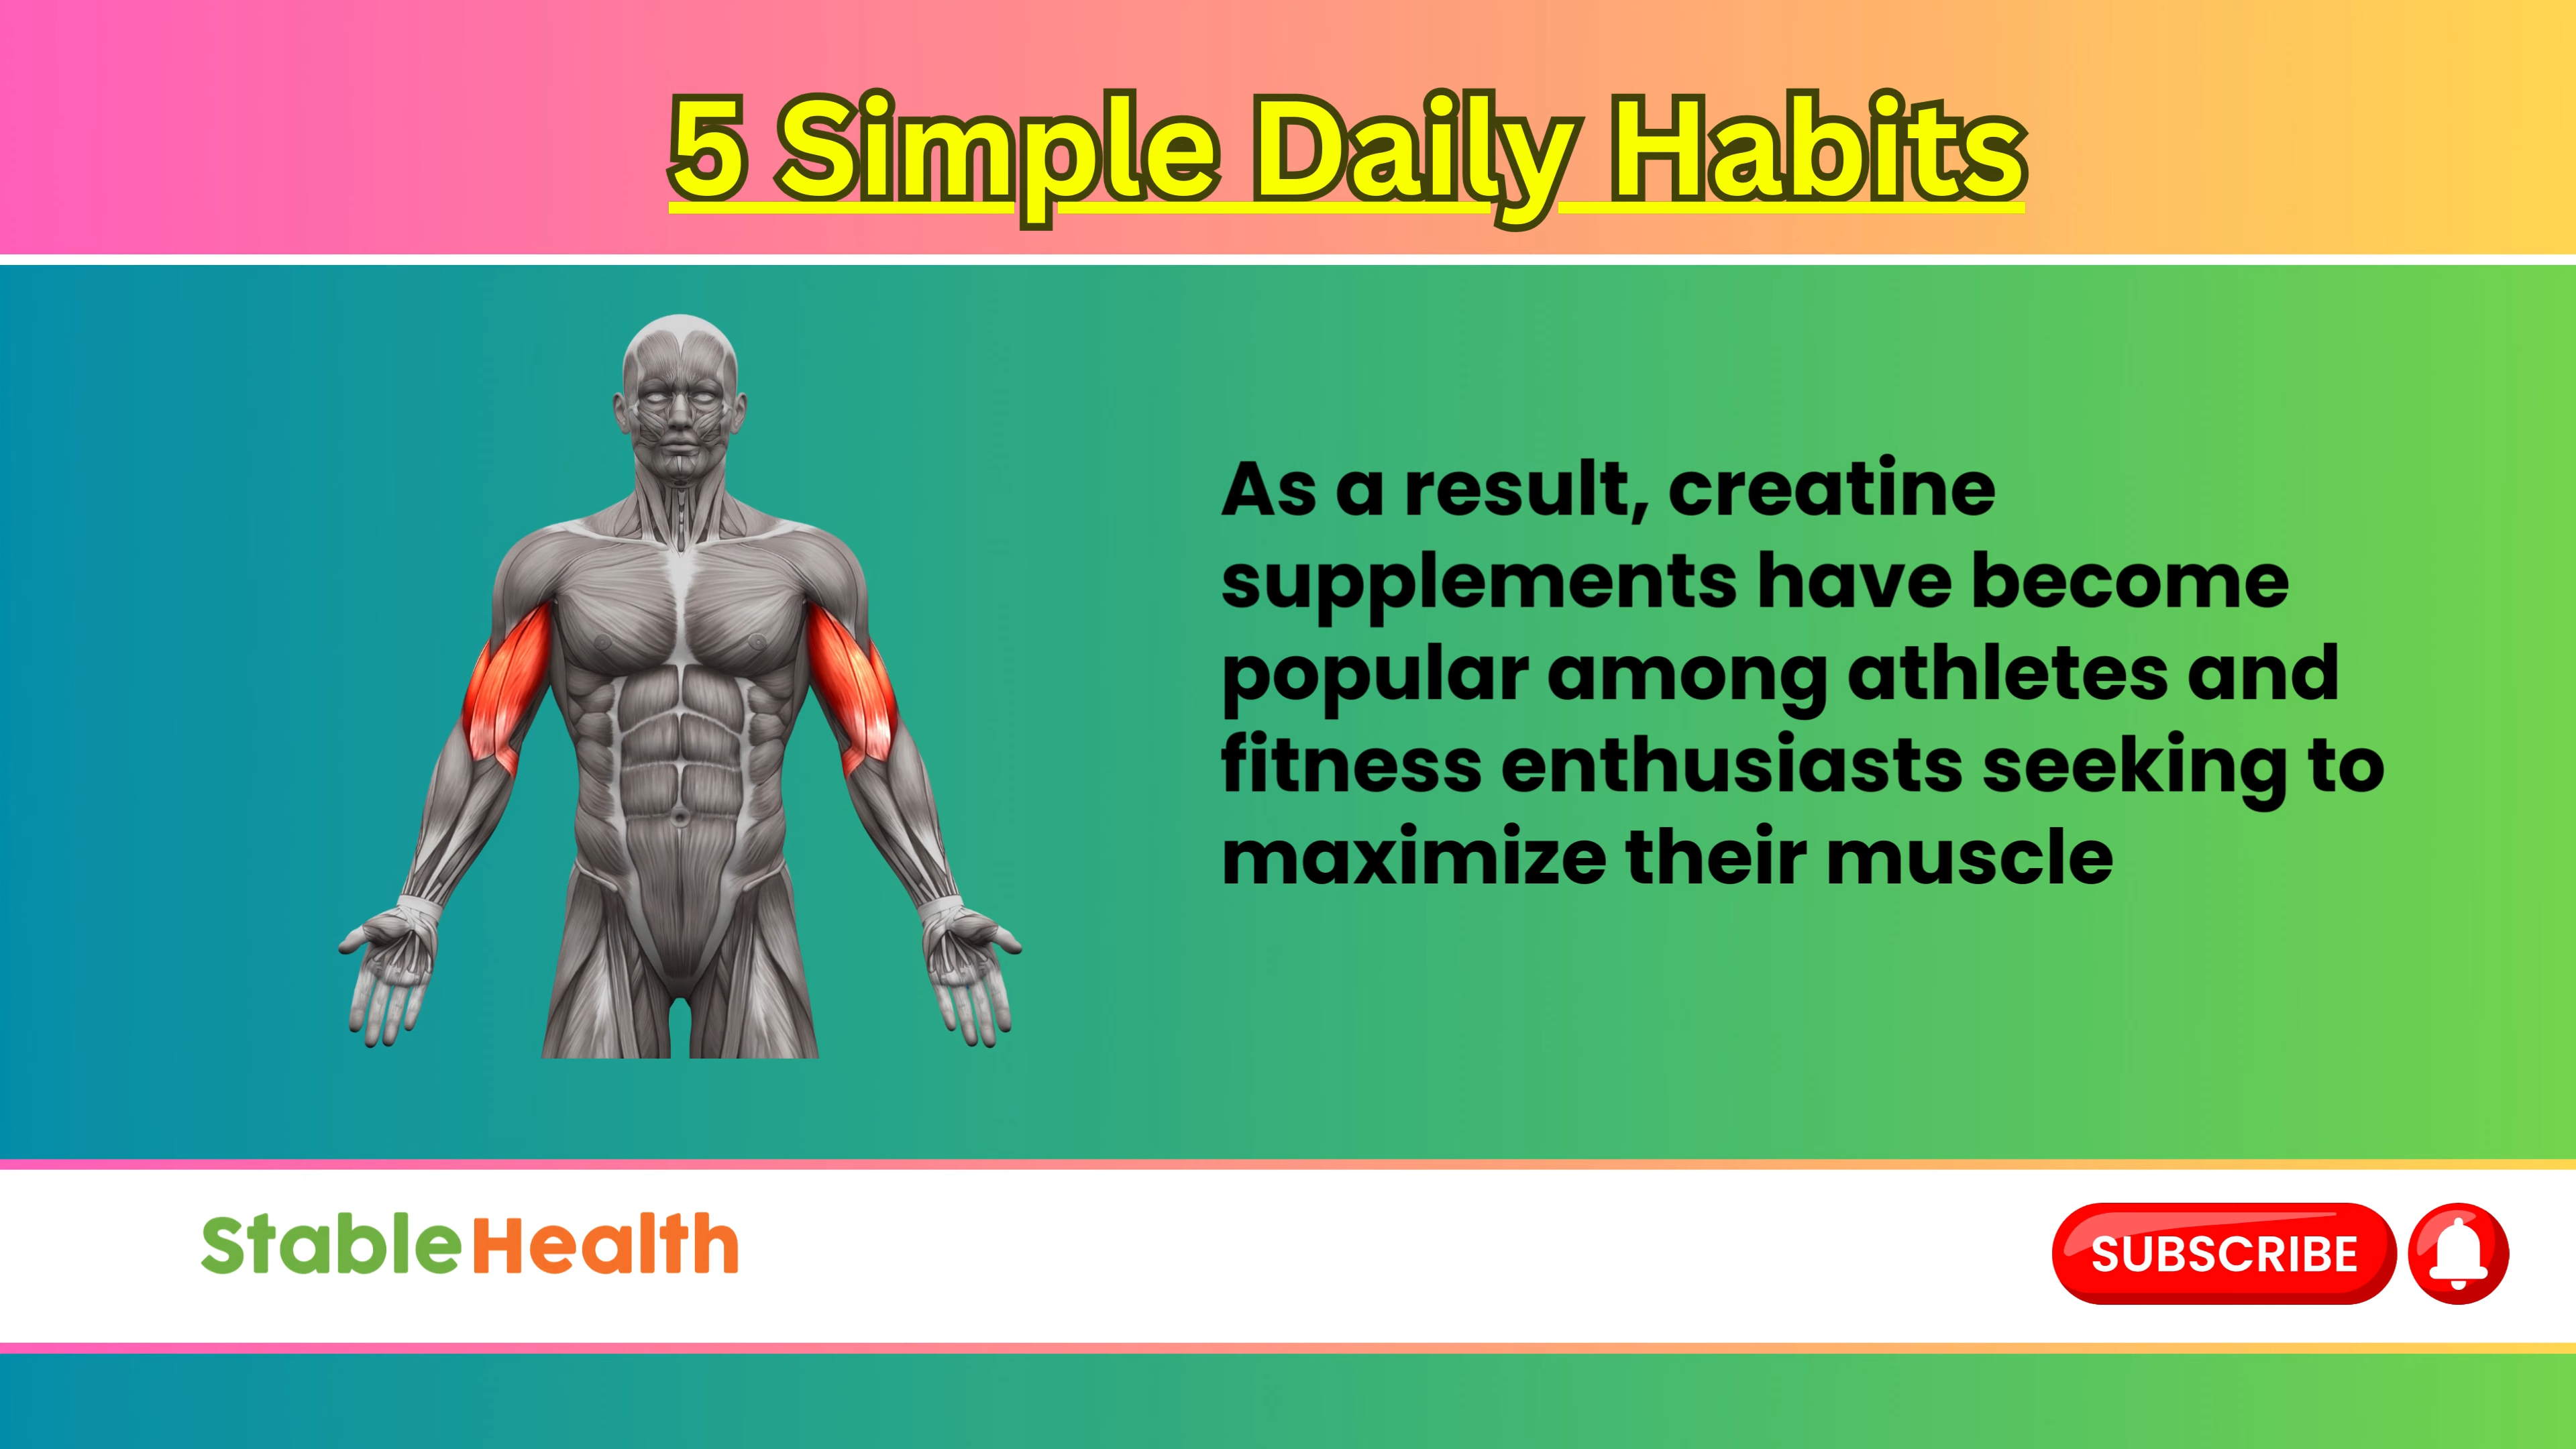 5 Simple Daily Habits
As a result, creatine
supplements have become
popular among athletes and
fitness enthusiasts seeking to
maximize their muscle
StableHealth
SUBSCRIBE